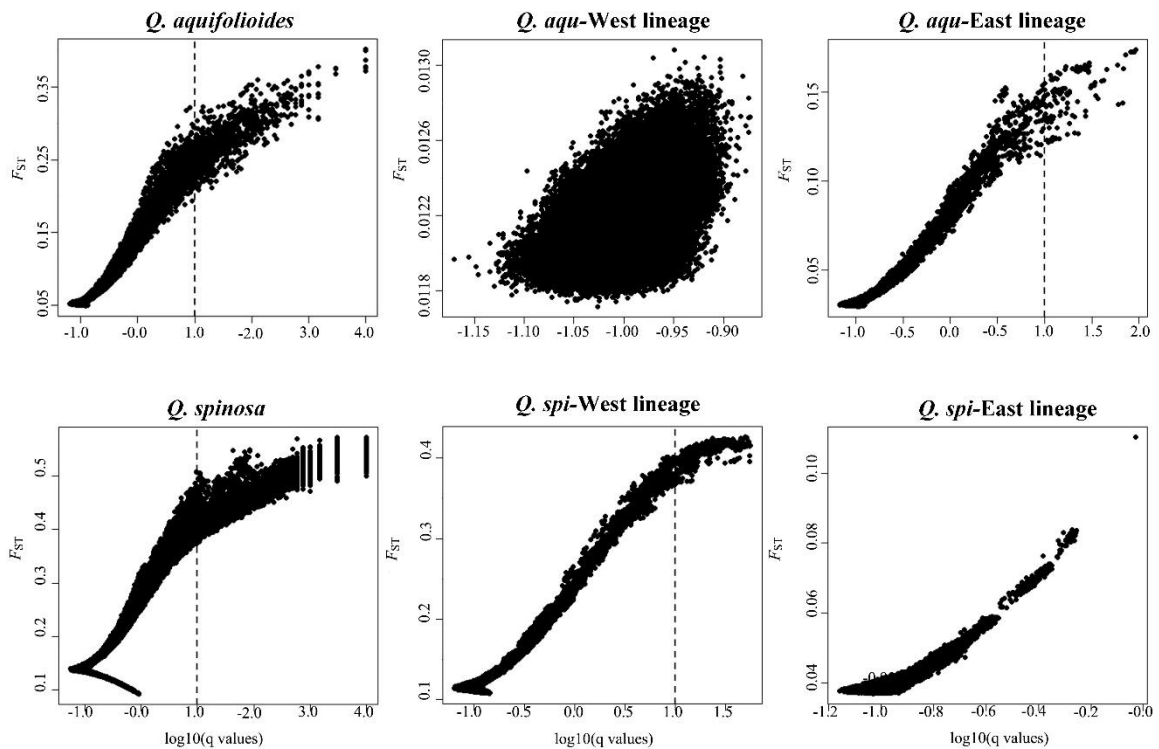 Q. aquifolioides
Q. aqu-West lineage
Q. aqu-East lineage
FST
0.35
0.25
0.15
0.05
-1.0 -0.0 1.0 -2.0 3.0 4.0
FST
0.0130
0.0126
0.0122
0.0118
-1.15 -1.10 -1.05 -1.00 -0.95 -0.90
FST
0.15
0.10
0.05
-1.0 -0.5 0.0 -0.5 1.0 1.5 2.0
Q. spinosa
Q. spi-West lineage
Q. spi-East lineage
FST
0.5
0.4
0.3
0.2
0.1
-1.0 -0.0 1.0 -2.0 3.0 4.0
log10(q values)
FST
0.4
0.3
0.2
0.1
-1.0 -0.5 0.0 0.5 1.0 1.5
log10(q values)
FST
0.10
0.08
0.06
0.04
-1.2 -1.0 -0.8 -0.6 -0.4 -0.2 -0.0
log10(q values)